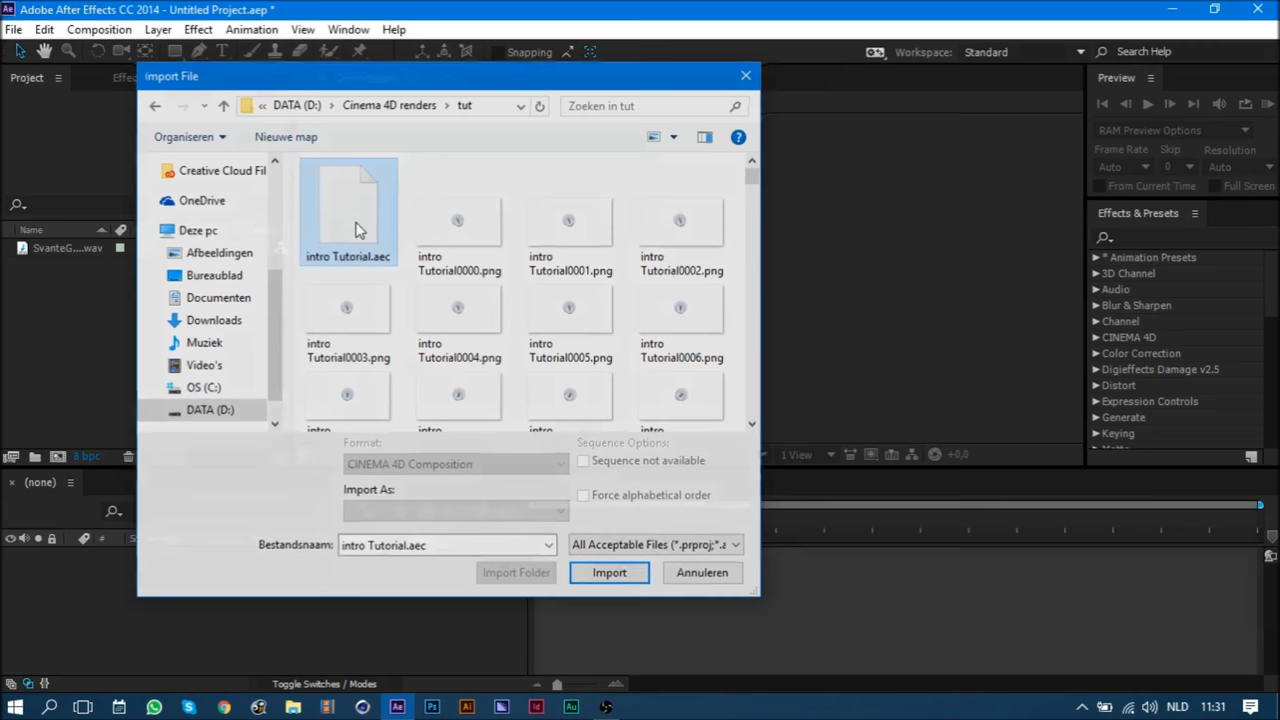 Adobe After Effects CC 2014 - Untitled Project.aep *
File Edit Composition Layer Effect Animation View Window Help
Snapping Workspace: Standard Search Help
Project Effec
Import File
« DATA (D:) › Cinema 4D renders › tut
Zoeken in tut
Organiseren Nieuwe map
Creative Cloud Fil
OneDrive
Deze pc
Afbeeldingen
Bureaublad
Documenten
Downloads
Muziek
Video's
OS (C:)
DATA (D:)
intro Tutorial.aec
intro
Tutorial0000.png
intro
Tutorial0001.png
intro
Tutorial0002.png
intro
Tutorial0003.png
intro
Tutorial0004.png
intro
Tutorial0005.png
intro
Tutorial0006.png
Format:
CINEMA 4D Composition
Import As:
Sequence Options:
Sequence not available
Force alphabetical order
Bestandsnaam: intro Tutorial.aec
All Acceptable Files (*.prproj;*.a
Import Folder Import Annuleren
Name
SvanteG...wav
8 bpc
(none)
#
Toggle Switches / Modes
1 View
+0,0
Preview
RAM Preview Options
Frame Rate Skip Resolution
Auto 0 Auto
From Current Time Full Screen
Effects & Presets
* Animation Presets
3D Channel
Audio
Blur & Sharpen
Channel
CINEMA 4D
Color Correction
Digieffects Damage v2.5
Distort
Expression Controls
Generate
Keying
NLD 11:31